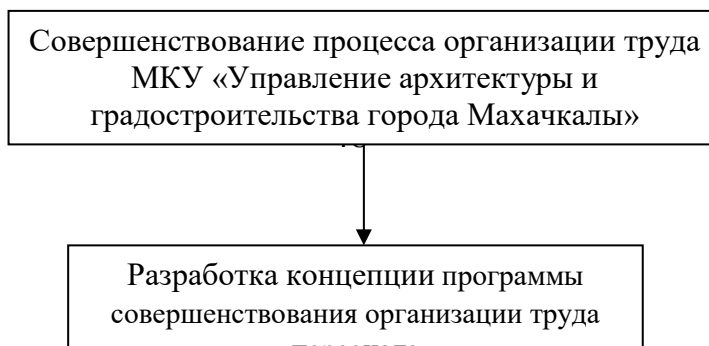 Совершенствование процесса организации труда
МКУ «Управление архитектуры и
градостроительства города Махачкалы»
Разработка концепции программы
совершенствования организации труда